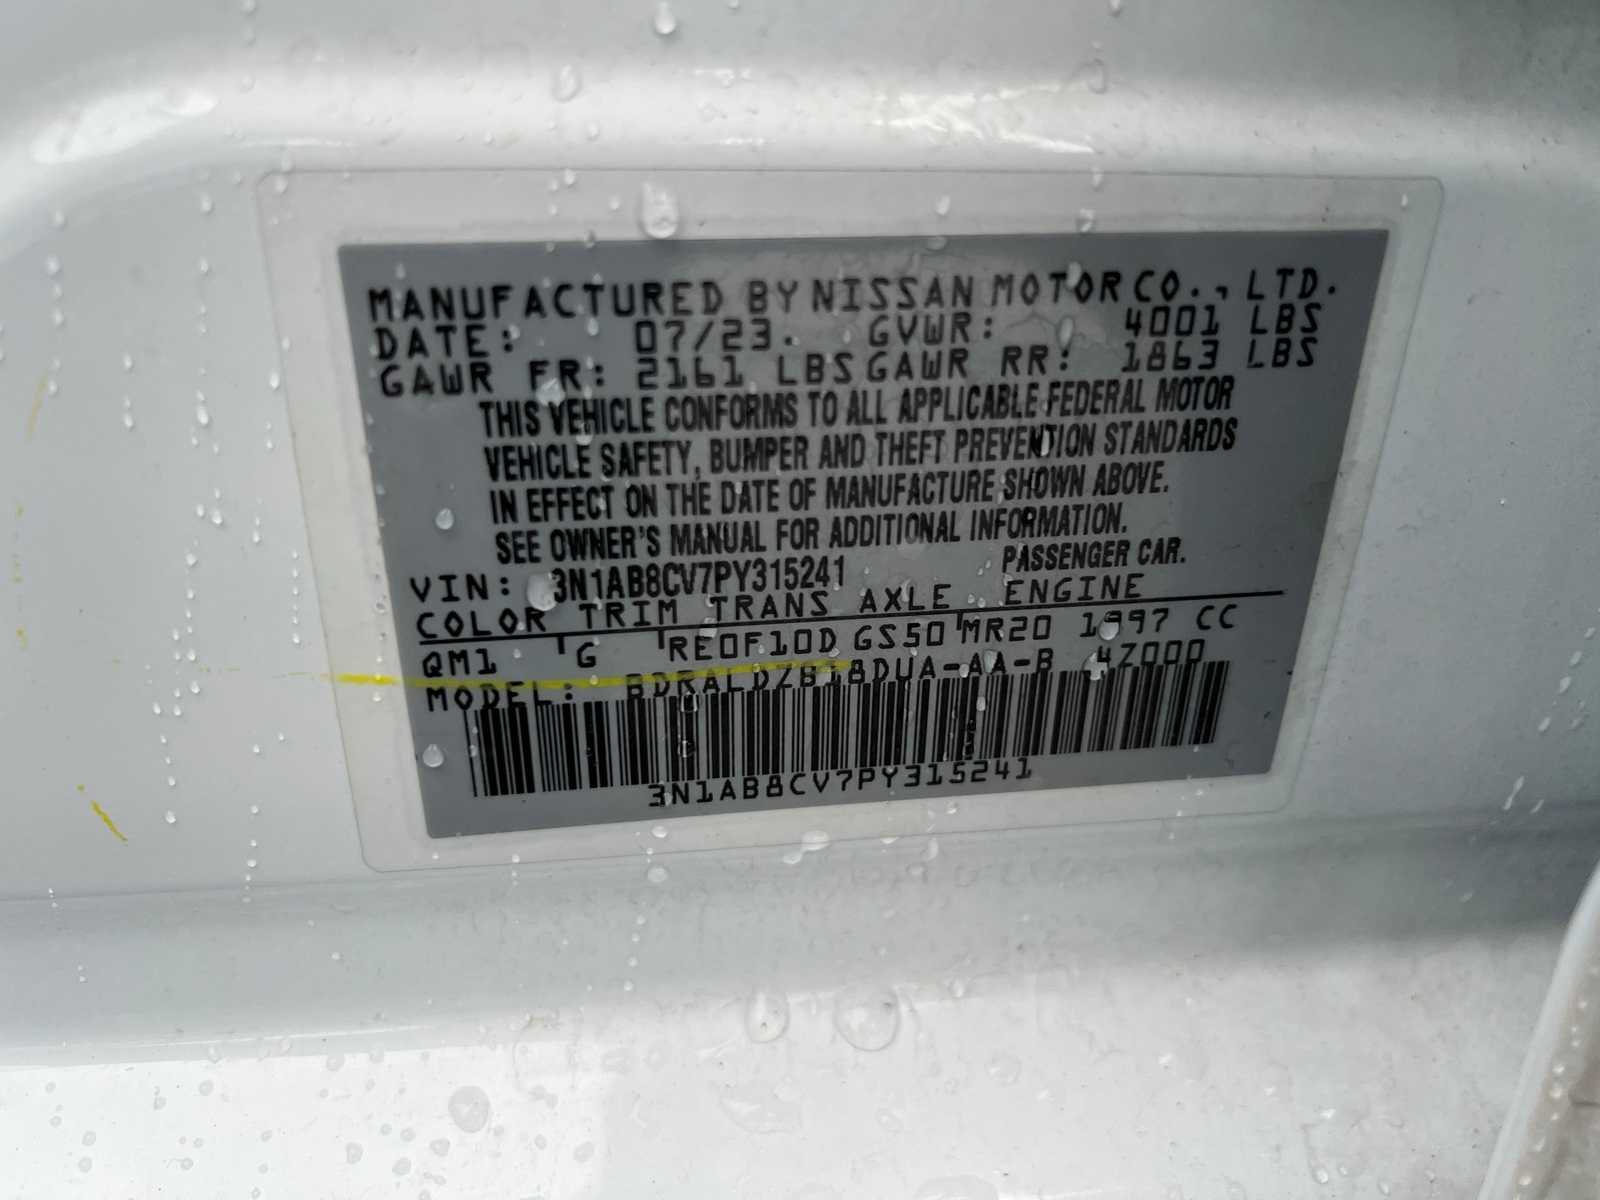 MANUFACTURED BY NISSAN MOTOR CO., LTD.
DATE: 07/23. GVWR: 4001 LBS
GAWR FR: 2161 LBS GAWR RR: 1863 LBS
THIS VEHICLE CONFORMS TO ALL APPLICABLE FEDERAL MOTOR
VEHICLE SAFETY, BUMPER AND THEFT PREVENTION STANDARDS
IN EFFECT ON THE DATE OF MANUFACTURE SHOWN ABOVE.
SEE OWNER'S MANUAL FOR ADDITIONAL INFORMATION.
VIN: 3N1AB8CV7PY315241 PASSENGER CAR.
COLOR TRIM TRANS AXLE ENGINE
QM1 G RE0F10D GS50 MR20 1997 CC
MODEL: BDRALDZB18DUA-AA-B 4Z000
3N1AB8CV7PY315241